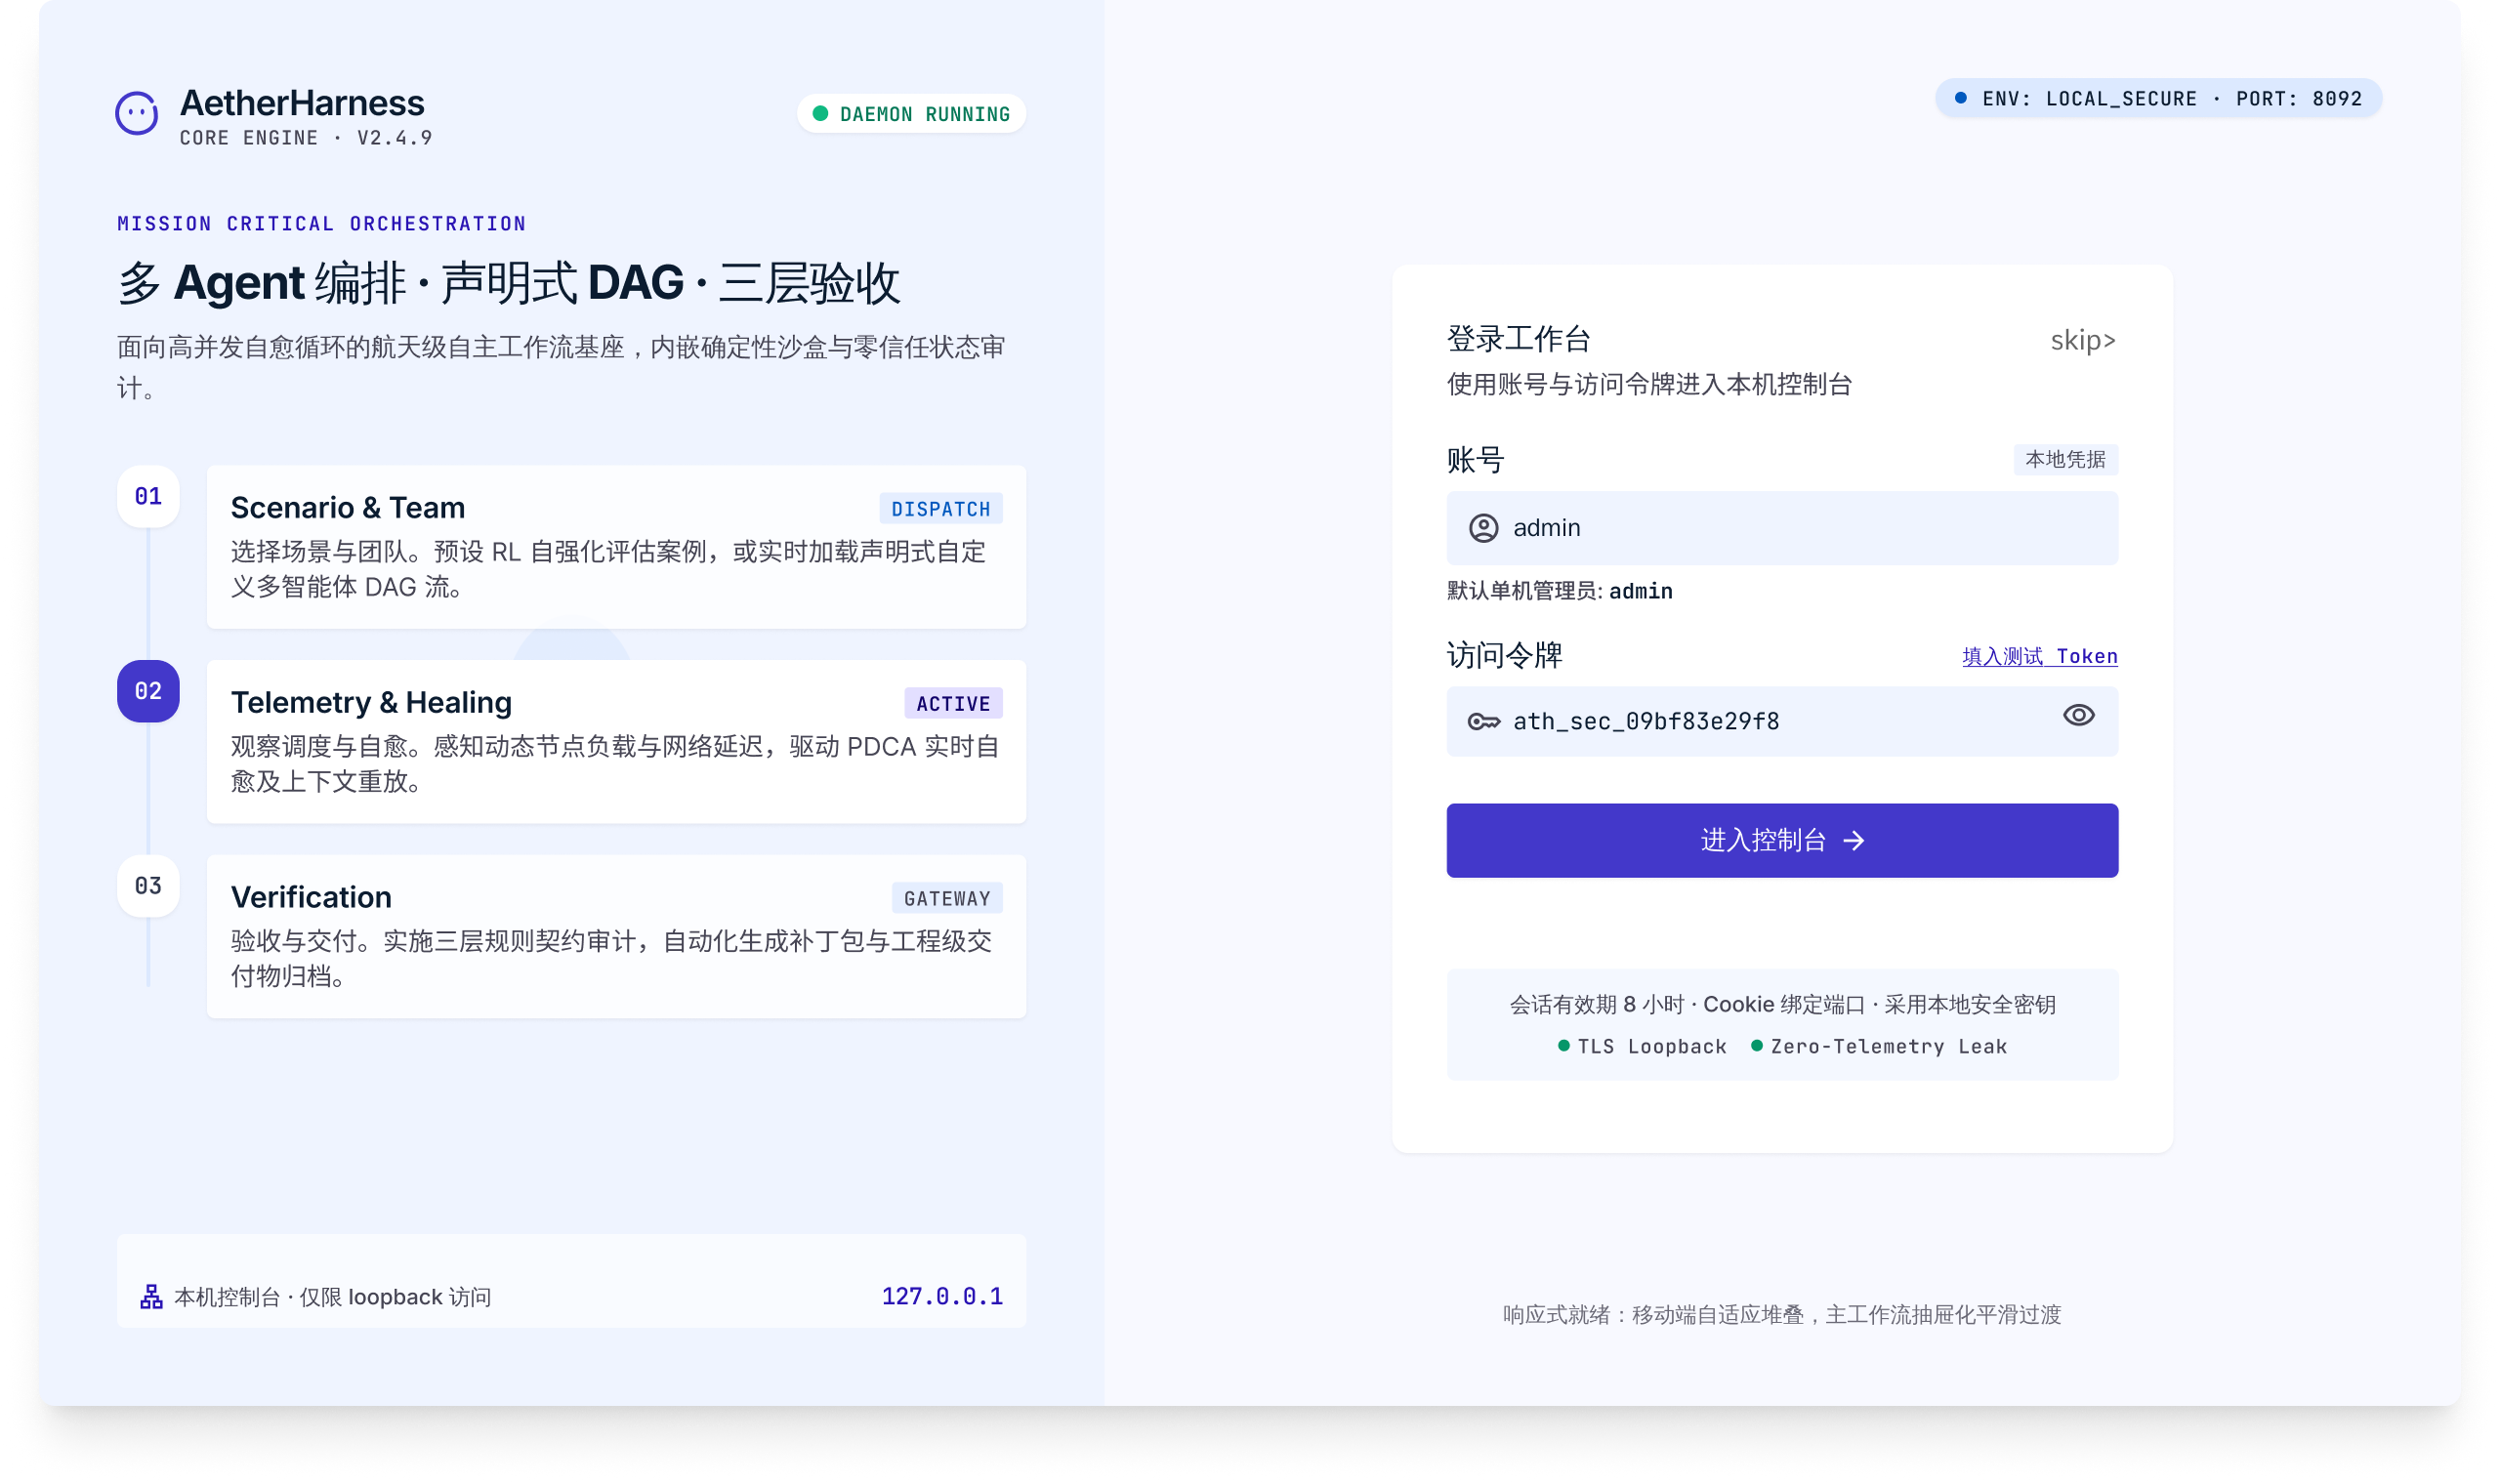 AetherHarness
CORE ENGINE · V2.4.9
DAEMON RUNNING
MISSION CRITICAL ORCHESTRATION
多 Agent 编排 · 声明式 DAG · 三层验收
面向高并发自愈循环的航天级自主工作流基座，内嵌确定性沙盒与零信任状态审
计。
01
Scenario & Team
DISPATCH
选择场景与团队。预设 RL 自强化评估案例，或实时加载声明式自定
义多智能体 DAG 流。
02
Telemetry & Healing
ACTIVE
观察调度与自愈。感知动态节点负载与网络延迟，驱动 PDCA 实时自
愈及上下文重放。
03
Verification
GATEWAY
验收与交付。实施三层规则契约审计，自动化生成补丁包与工程级交
付物归档。
本机控制台 · 仅限 loopback 访问
127.0.0.1
ENV: LOCAL_SECURE · PORT: 8092
登录工作台
skip>
使用账号与访问令牌进入本机控制台
账号
本地凭据
admin
默认单机管理员: admin
访问令牌
填入测试 Token
ath_sec_09bf83e29f8
进入控制台 →
会话有效期 8 小时 · Cookie 绑定端口 · 采用本地安全密钥
TLS Loopback
Zero-Telemetry Leak
响应式就绪：移动端自适应堆叠，主工作流抽屉化平滑过渡